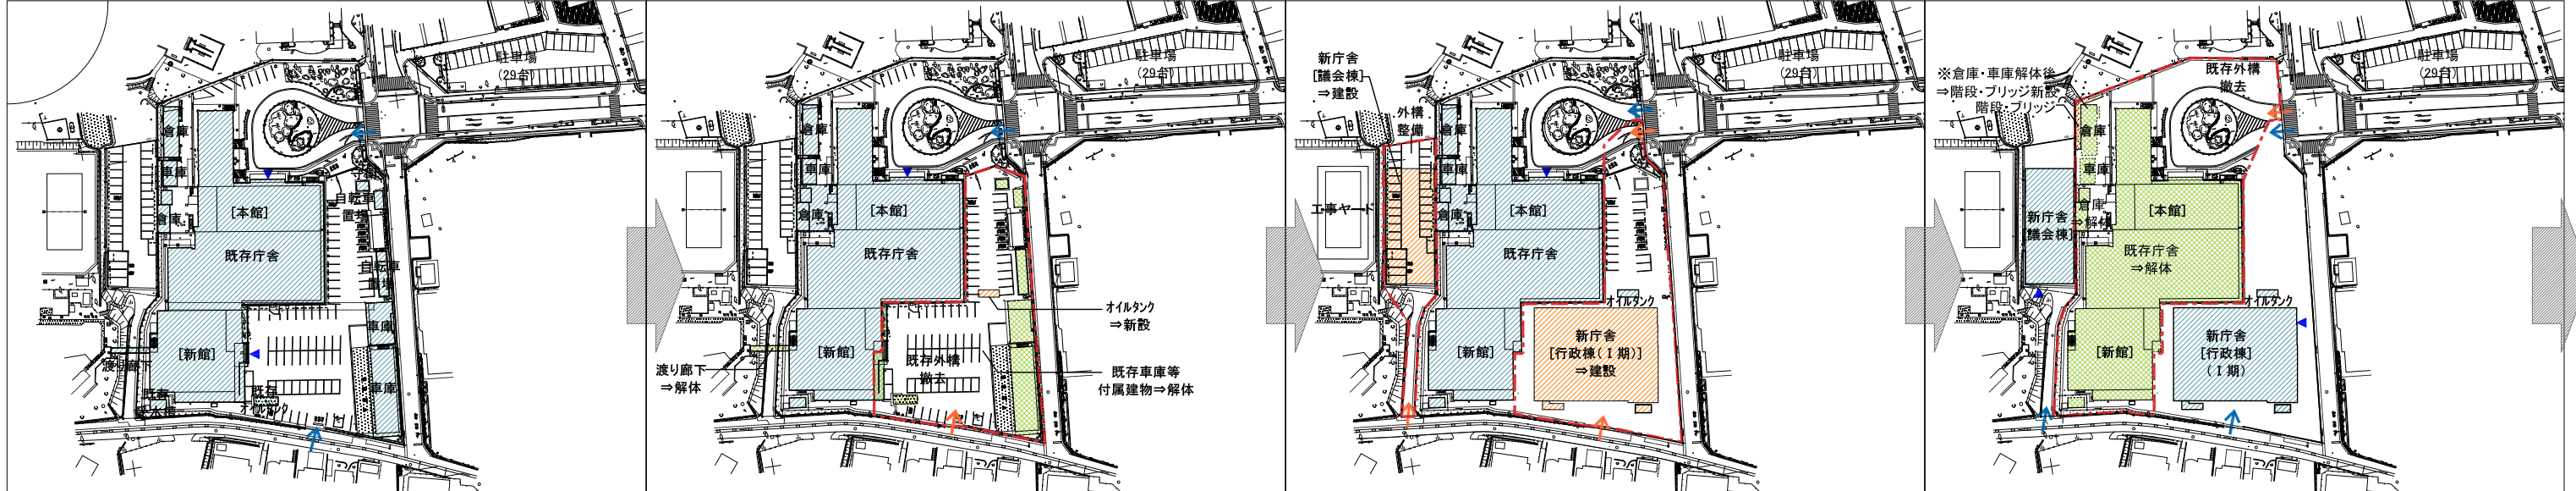 駐車場
(29台)
倉庫
車庫
倉庫
[本館]
自転車
置場
既存庁舎
自転車
置場
車庫
[新館]
渡り廊下
車庫
既存
既存
オイルタンク
駐車場
(29台)
倉庫
車庫
倉庫
[本館]
既存庁舎
オイルタンク
⇒新設
[新館]
既存外構
撤去
渡り廊下
⇒解体
既存車庫等
付属建物⇒解体
新庁舎
[議会棟]
⇒建設
駐車場
(29台)
外構
整備
倉庫
車庫
工事ヤード
倉庫
[本館]
既存庁舎
オイルタンク
新庁舎
[行政棟(Ⅰ期)]
⇒建設
[新館]
駐車場
(29台)
既存外構
撤去
※倉庫・車庫解体後
⇒階段・ブリッジ新設
階段・ブリッジ
倉庫
車庫
倉庫
⇒解体
[本館]
新庁舎
[議会棟]
既存庁舎
⇒解体
オイルタンク
新庁舎
[行政棟]
(Ⅰ期)
[新館]